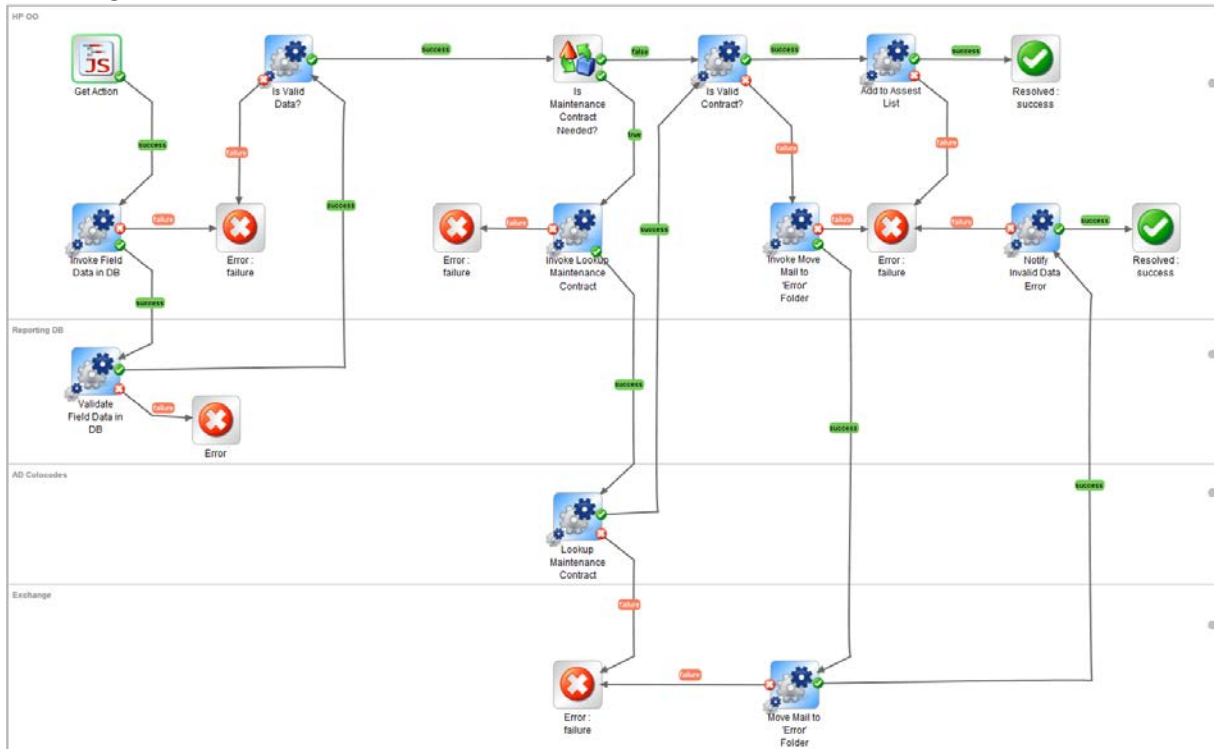 HP OO
JS
success
false
success
success
Get Action
Is Valid
Data?
Is
Maintenance
Contract
Needed?
Is Valid
Contract?
Add to Assest
List
Resolved :
success
true
success
failure
failure
failure
success
success
failure
failure
failure
failure
success
Invoke Field
Data in DB
Error :
failure
Error :
failure
Invoke Lookup
Maintenance
Contract
Invoke Move
Mail to
'Error'
Folder
Error :
failure
Notify
Invalid Data
Error
Resolved :
success
success
Reporting DB
success
Validate
Field Data in
DB
failure
Error
success
AD Colocodes
success
Lookup
Maintenance
Contract
Exchange
failure
failure
Error :
failure
Move Mail to
'Error'
Folder